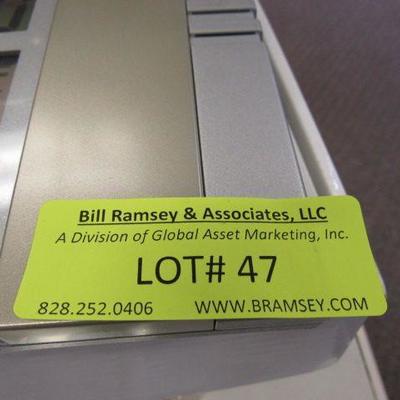 Bill Ramsey & Associates, LLC
A Division of Global Asset Marketing, Inc.
LOT# 47
828.252.0406 WWW.BRAMSEY.COM